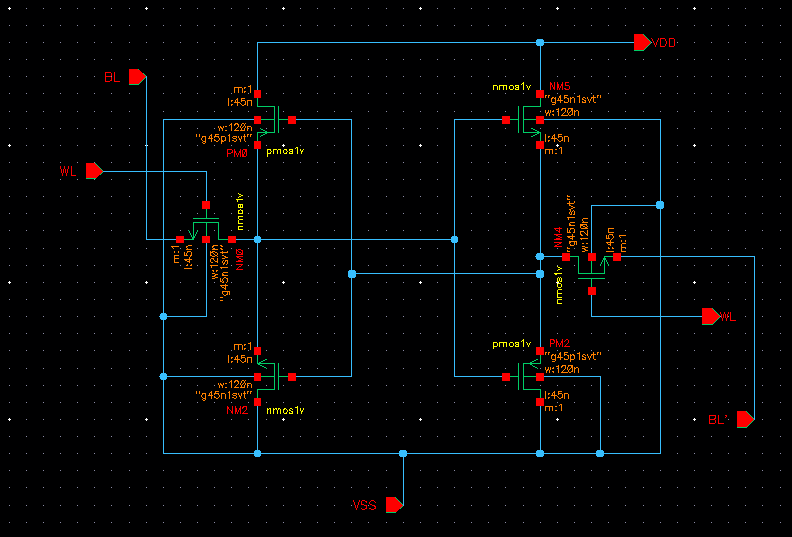 VDD
BL
m:1
l:45n
w:120n
"g45p1svt"
PM0
pmos1v
nmos1v
NM5
"g45n1svt"
w:120n
l:45n
m:1
WL
nmos1v
m:1
l:45n
w:120n
"g45n1svt"
NM0
NM4
"g45n1svt"
w:120n
l:45n
m:1
nmos1v
WL
m:1
l:45n
w:120n
"g45n1svt"
NM2
nmos1v
pmos1v
PM2
"g45p1svt"
w:120n
l:45n
m:1
BL'
VSS